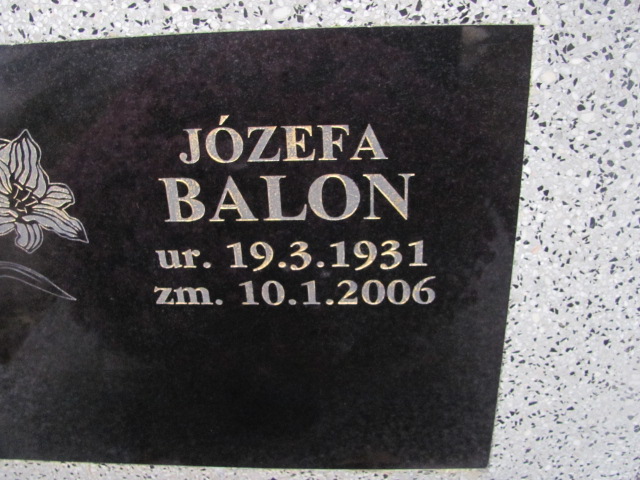 JÓZEFA
BALON
ur. 19.3.1931
zm. 10.1.2006